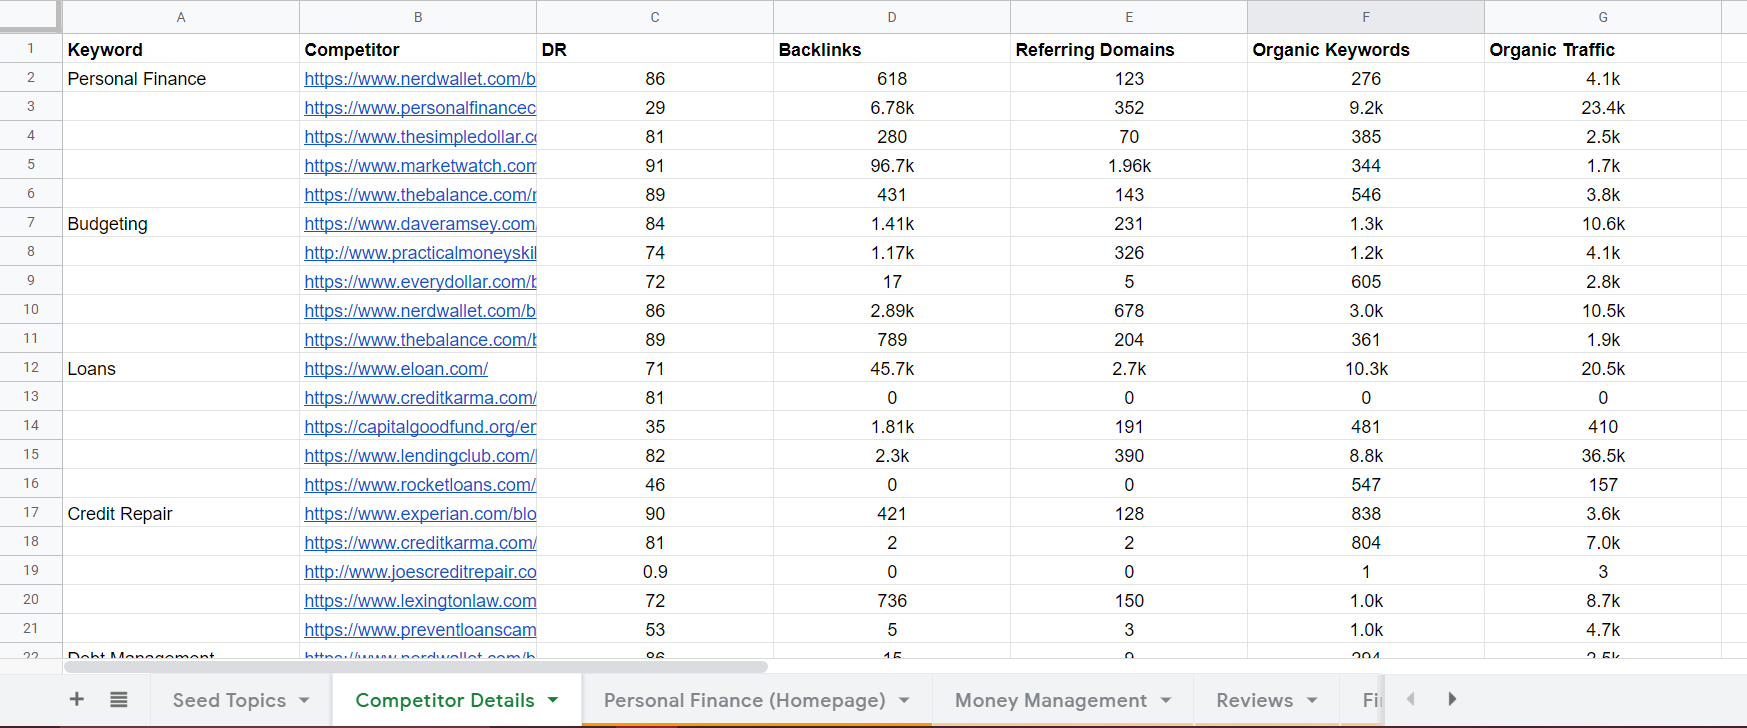 A B C D E F G
1 Keyword Competitor DR Backlinks Referring Domains Organic Keywords Organic Traffic
2 Personal Finance https://www.nerdwallet.com/b 86 618 123 276 4.1k
3 https://www.personalfinancec 29 6.78k 352 9.2k 23.4k
4 https://www.thesimpledollar.co 81 280 70 385 2.5k
5 https://www.marketwatch.com 91 96.7k 1.96k 344 1.7k
6 https://www.thebalance.com/ 89 431 143 546 3.8k
7 Budgeting https://www.daveramsey.com/ 84 1.41k 231 1.3k 10.6k
8 http://www.practicalmoneyskil 74 1.17k 326 1.2k 4.1k
9 https://www.everydollar.com/b 72 17 5 605 2.8k
10 https://www.nerdwallet.com/b 86 2.89k 678 3.0k 10.5k
11 https://www.thebalance.com/b 89 789 204 361 1.9k
12 Loans https://www.eloan.com/ 71 45.7k 2.7k 10.3k 20.5k
13 https://www.creditkarma.com/ 81 0 0 0 0
14 https://capitalgoodfund.org/en 35 1.81k 191 481 410
15 https://www.lendingclub.com/ 82 2.3k 390 8.8k 36.5k
16 https://www.rocketloans.com/ 46 0 0 547 157
17 Credit Repair https://www.experian.com/blo 90 421 128 838 3.6k
18 https://www.creditkarma.com/ 81 2 2 804 7.0k
19 http://www.joescreditrepair.co 0.9 0 0 1 3
20 https://www.lexingtonlaw.com 72 736 150 1.0k 8.7k
21 https://www.preventloanscam 53 5 3 1.0k 4.7k
22 Debt Management https://www.nerdwallet.com/b 86 15 9 294 2.5k
+ Seed Topics Competitor Details Personal Finance (Homepage) Money Management Reviews Fi